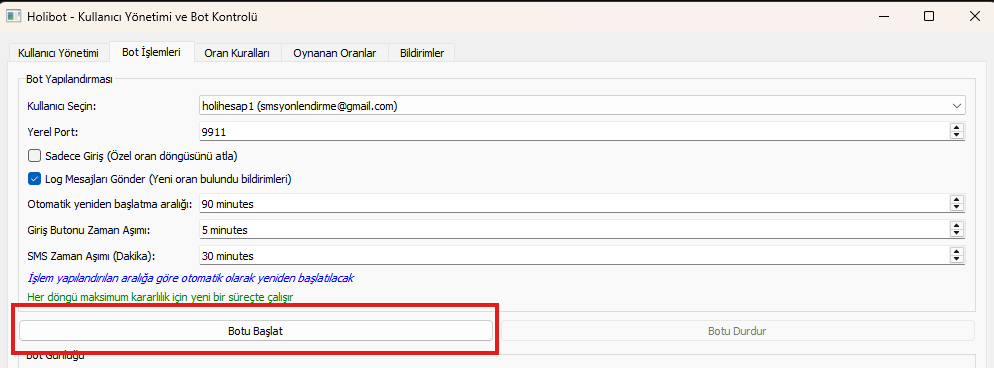 Holibot - Kullanıcı Yönetimi ve Bot Kontrolü
Kullanıcı Yönetimi Bot İşlemleri Oran Kuralları Oynanan Oranlar Bildirimler
Bot Yapılandırması
Kullanıcı Seçin: holihesap1 (smsyonlendirme@gmail.com)
Yerel Port: 9911
Sadece Giriş (Özel oran döngüsünü atla)
Log Mesajları Gönder (Yeni oran bulundu bildirimleri)
Otomatik yeniden başlatma aralığı: 90 minutes
Giriş Butonu Zaman Aşımı: 5 minutes
SMS Zaman Aşımı (Dakika): 30 minutes
İşlem yapılandırılan aralığa göre otomatik olarak yeniden başlatılacak
Her döngü maksimum kararlılık için yeni bir süreçte çalışır
Botu Başlat Botu Durdur
Bot Günlüğü